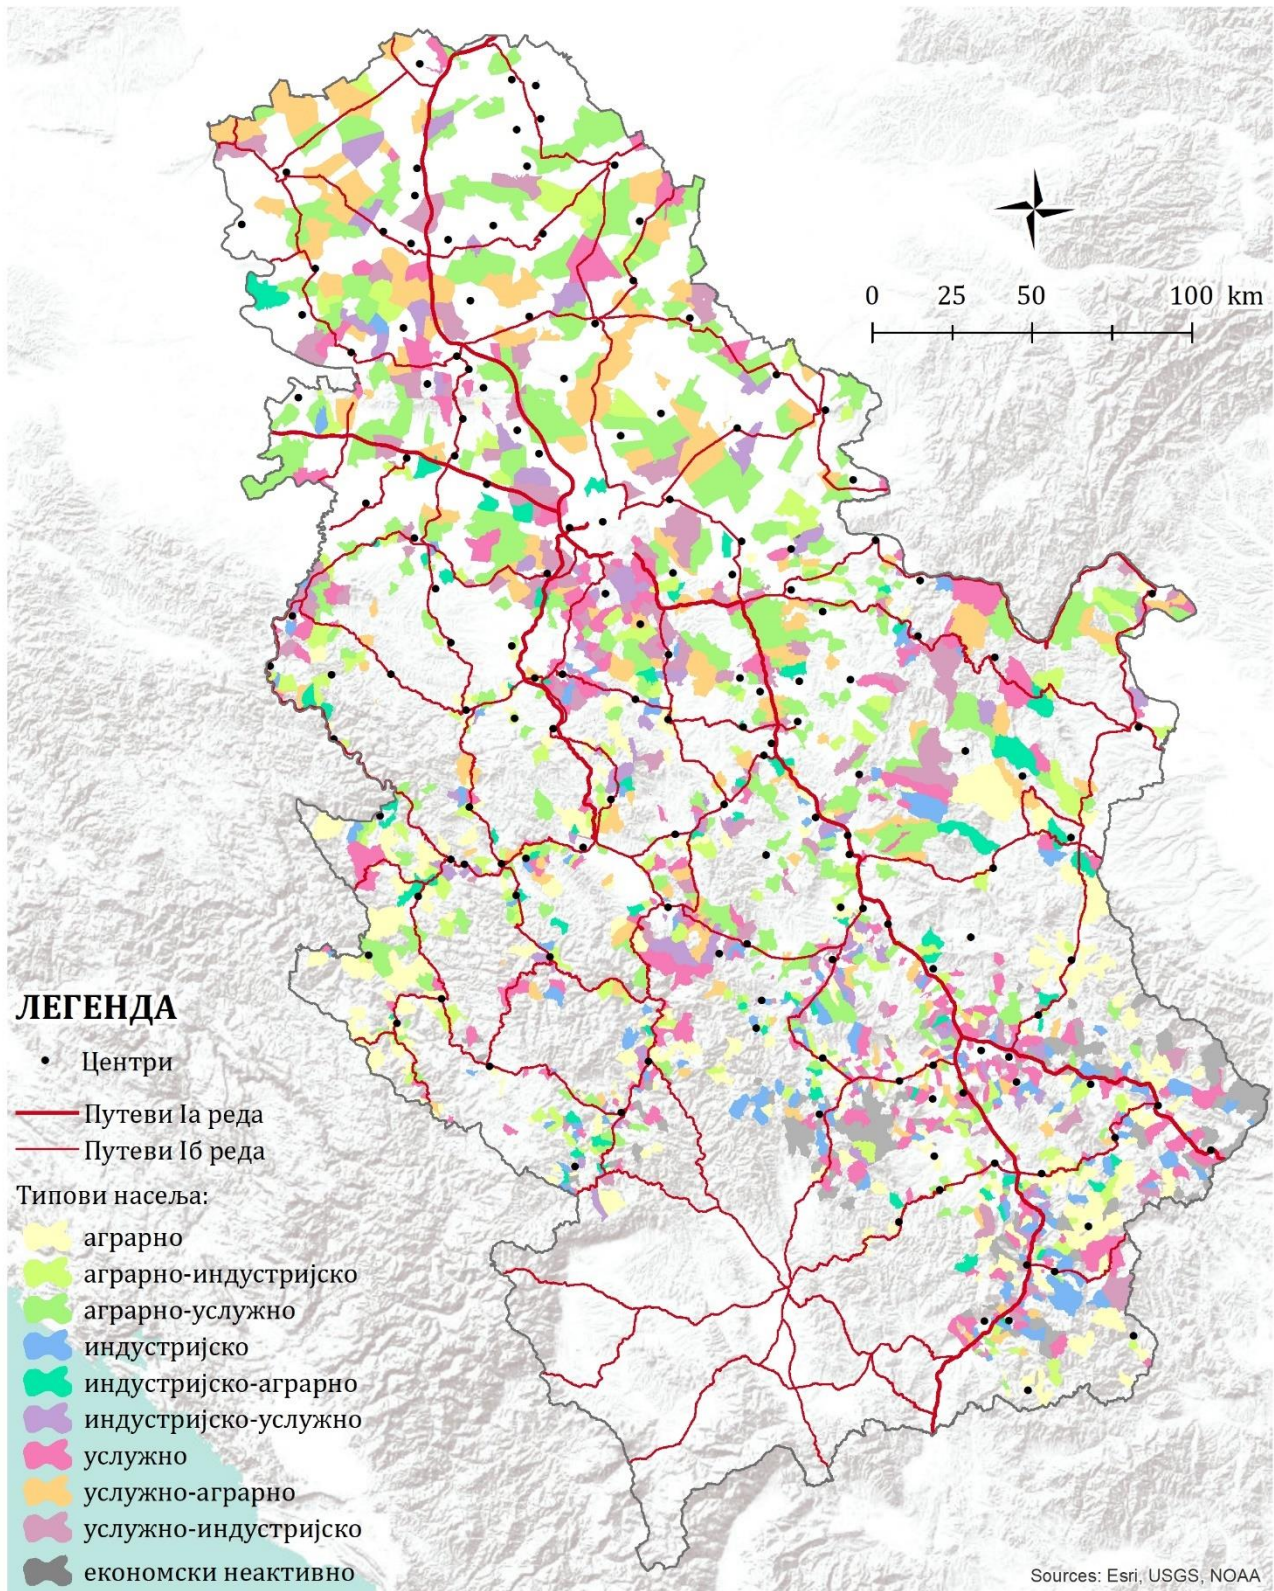 0 25 50 100 km
ЛЕГЕНДА
Центри
Путеви Iа реда
Путеви Iб реда
Типови насеља:
аграрно
аграрно-индустријско
аграрно-услужно
индустријско
индустријско-аграрно
индустријско-услужно
услужно
услужно-аграрно
услужно-индустријско
економски неактивно
Sources: Esri, USGS, NOAA